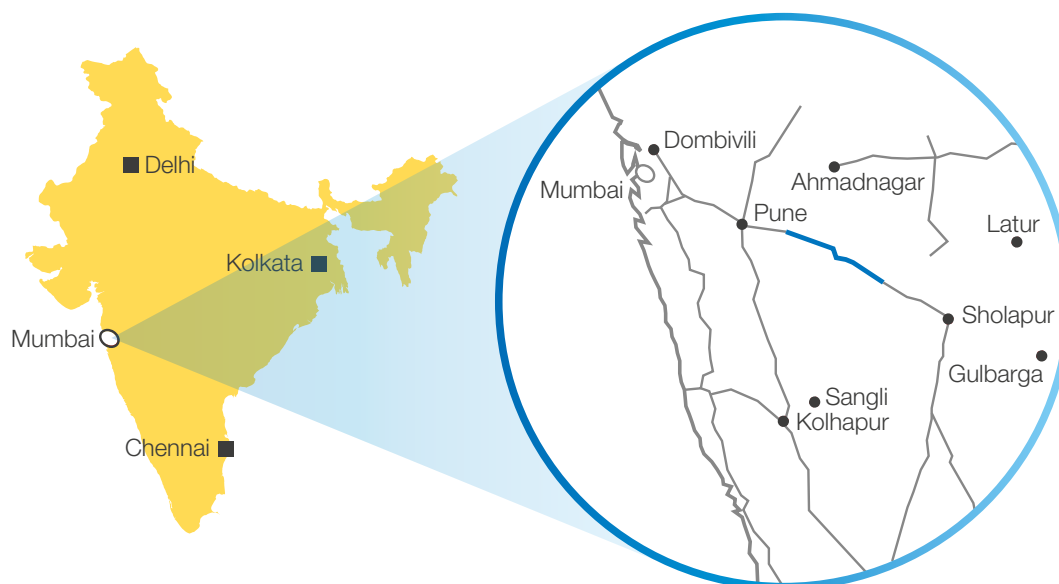 Delhi
Kolkata
Mumbai
Chennai
Dombivili
Mumbai
Ahmadnagar
Pune
Latur
Sholapur
Gulbarga
Sangli
Kolhapur